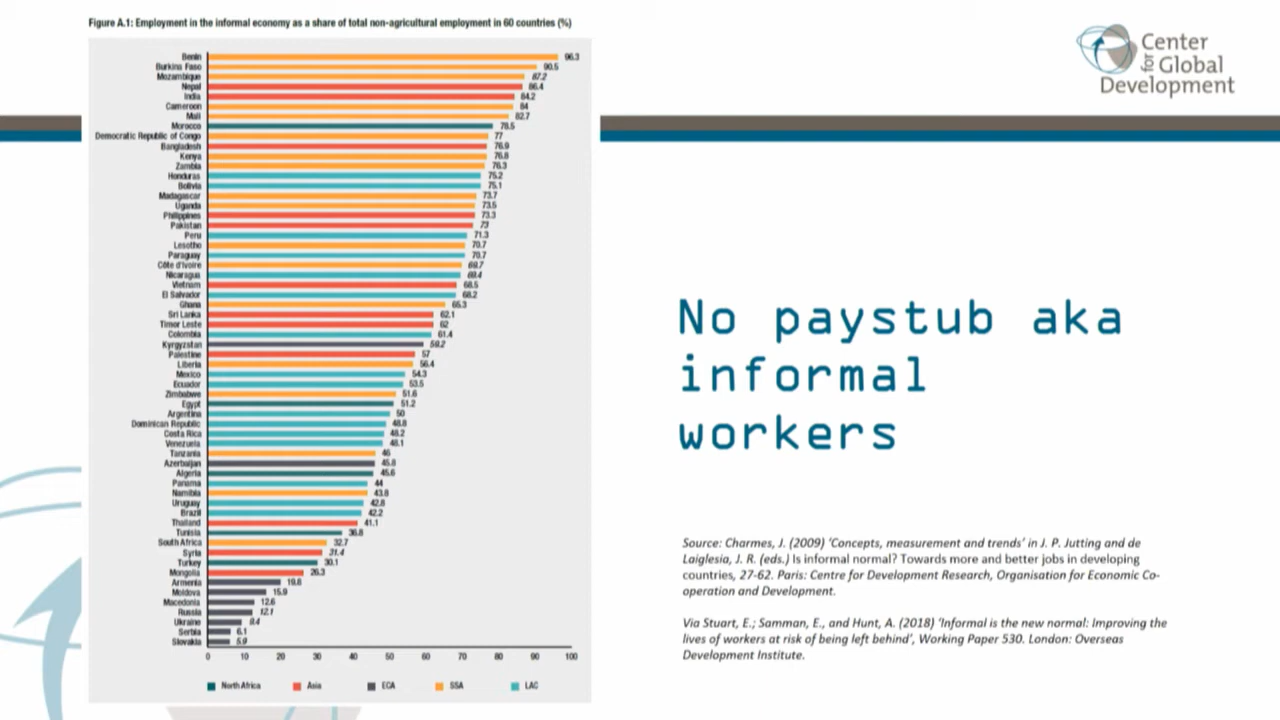 Figure A.1: Employment in the informal economy as a share of total non-agricultural employment in 60 countries (%)
Center
for Global
Development
Benin 96.3
Burkina Faso 90.5
Mozambique 87.2
Nepal 86.4
India 84.2
Cameroon 84
Mali 82.7
Morocco 78.5
Democratic Republic of Congo 77
Bangladesh 76.9
Kenya 76.8
Zambia 76.3
Honduras 75.2
Bolivia 75.1
Madagascar 73.7
Uganda 73.5
Philippines 73.3
Pakistan 73
Peru 71.3
Lesotho 70.7
Paraguay 70.7
Côte d'Ivoire 69.7
Nicaragua 69.4
Vietnam 68.5
El Salvador 68.2
Ghana 65.3
Sri Lanka 62.1
Timor Leste 62
Colombia 61.4
Kyrgyzstan 59.2
Palestine 57
Liberia 56.4
Mexico 54.3
Ecuador 53.5
Zimbabwe 51.6
Egypt 51.2
Argentina 50
Dominican Republic 48.8
Costa Rica 48.2
Venezuela 48.1
Tanzania 46
Azerbaijan 45.8
Algeria 45.6
Panama 44
Namibia 43.8
Uruguay 42.8
Brazil 42.2
Thailand 41.1
Tunisia 36.8
South Africa 32.7
Syria 31.4
Turkey 30.1
Mongolia 26.3
Armenia 19.8
Moldova 15.9
Macedonia 12.6
Russia 12.1
Ukraine 9.4
Serbia 6.1
Slovakia 5.9
0 10 20 30 40 50 60 70 80 90 100
North Africa Asia ECA SSA LAC
No paystub aka
informal
workers
Source: Charmes, J. (2009) 'Concepts, measurement and trends' in J. P. Jutting and de
Laiglesia, J. R. (eds.) Is informal normal? Towards more and better jobs in developing
countries, 27-62. Paris: Centre for Development Research, Organisation for Economic Co-
operation and Development.
Via Stuart, E.; Samman, E., and Hunt, A. (2018) 'Informal is the new normal: Improving the
lives of workers at risk of being left behind', Working Paper 530. London: Overseas
Development Institute.